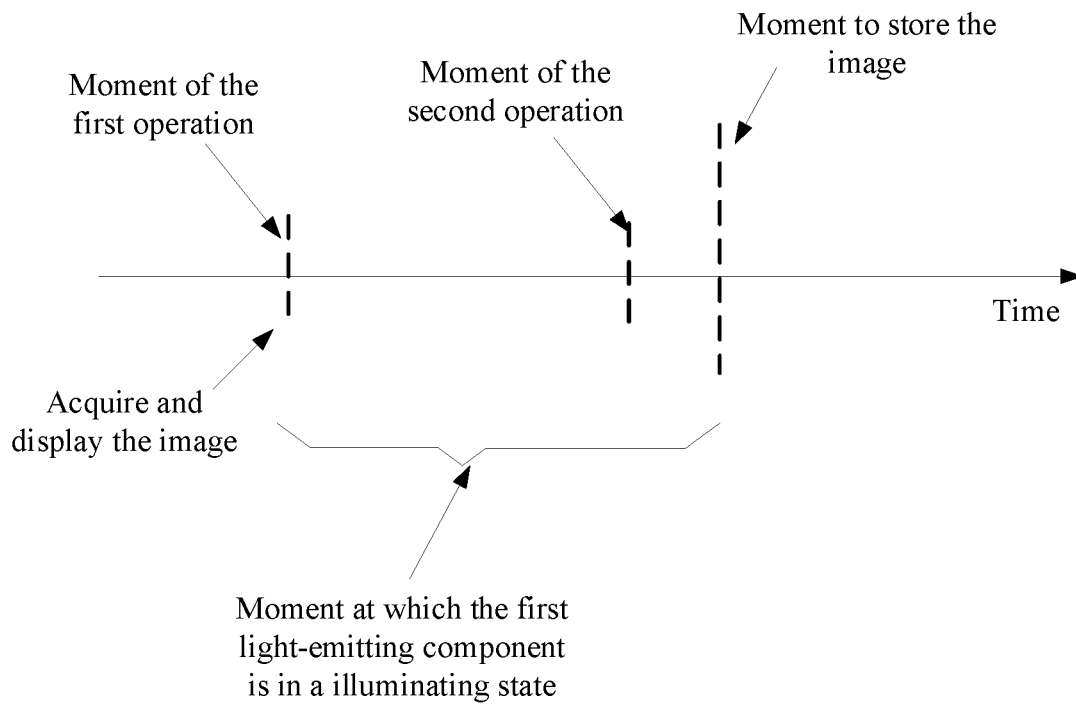 Moment to store the
image
Moment of the
first operation
Moment of the
second operation
Time
Acquire and
display the image
Moment at which the first
light-emitting component
is in a illuminating state